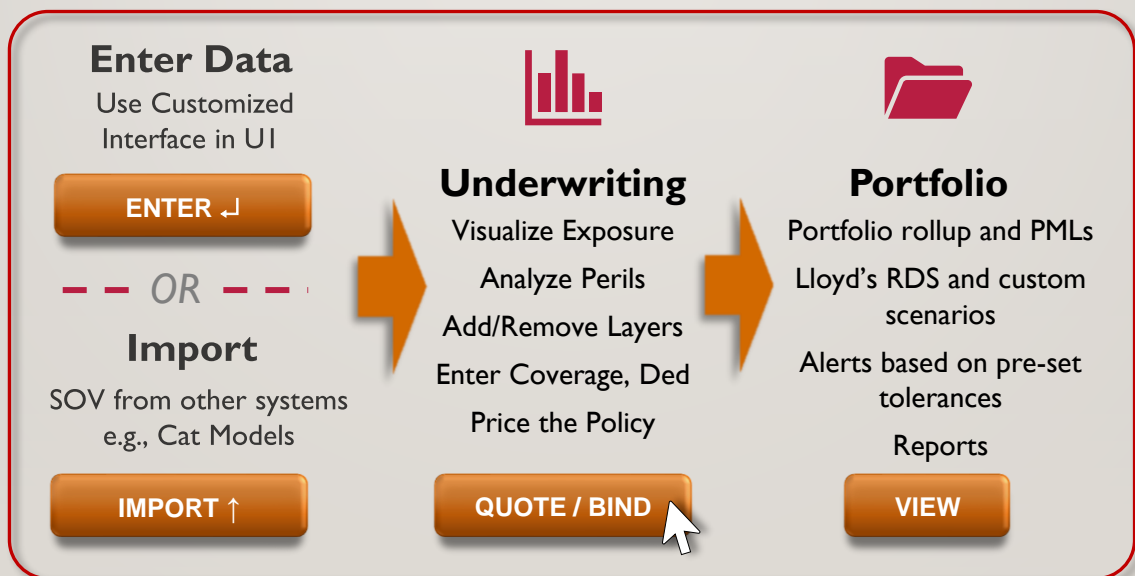 Enter Data
Use Customized
Interface in UI
ENTER ↵
OR
Import
SOV from other systems
e.g., Cat Models
IMPORT ↑
Underwriting
Visualize Exposure
Analyze Perils
Add/Remove Layers
Enter Coverage, Ded
Price the Policy
QUOTE / BIND
Portfolio
Portfolio rollup and PMLs
Lloyd's RDS and custom
scenarios
Alerts based on pre-set
tolerances
Reports
VIEW